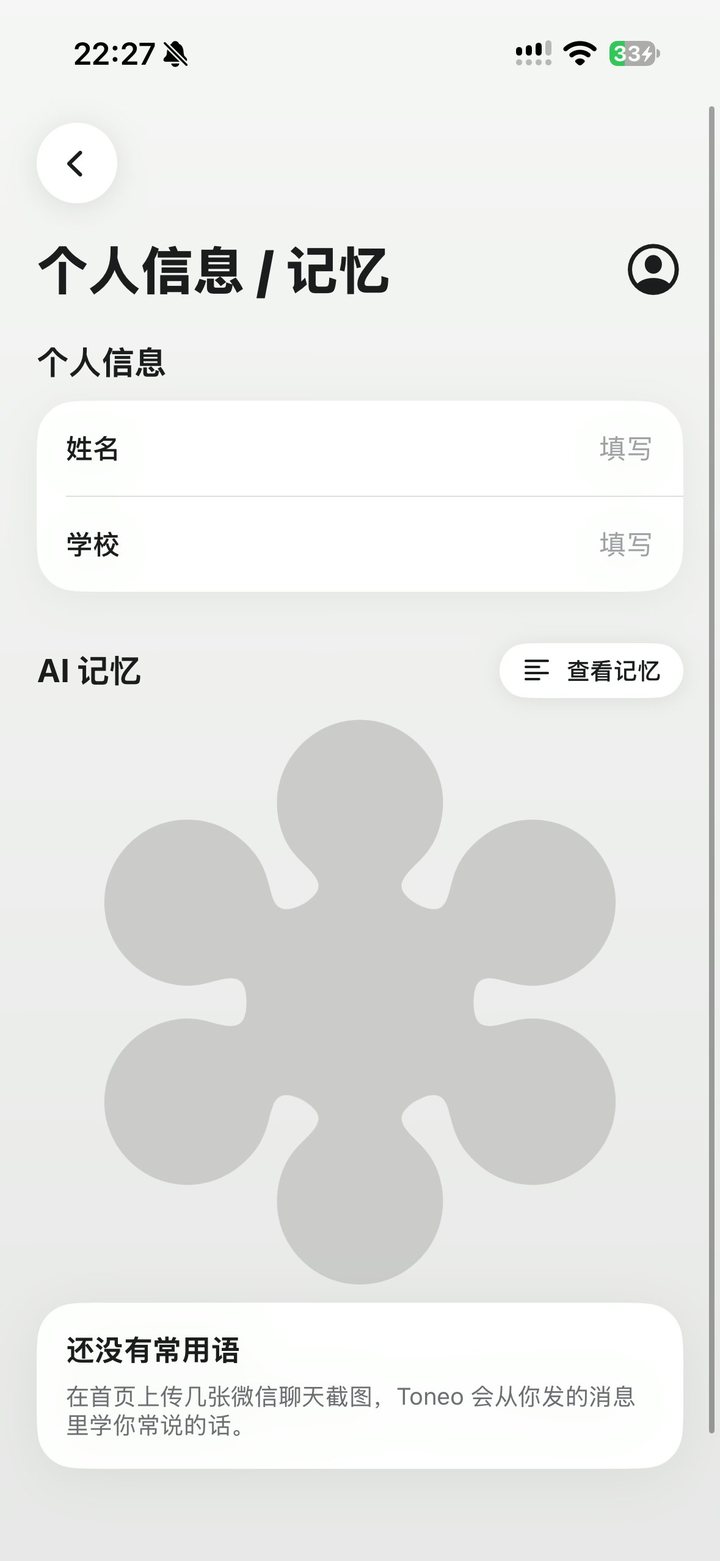 22:27
33
个人信息 / 记忆
个人信息
姓名 填写
学校 填写
AI 记忆 查看记忆
还没有常用语
在首页上传几张微信聊天截图，Toneo 会从你发的消息
里学你常说的话。